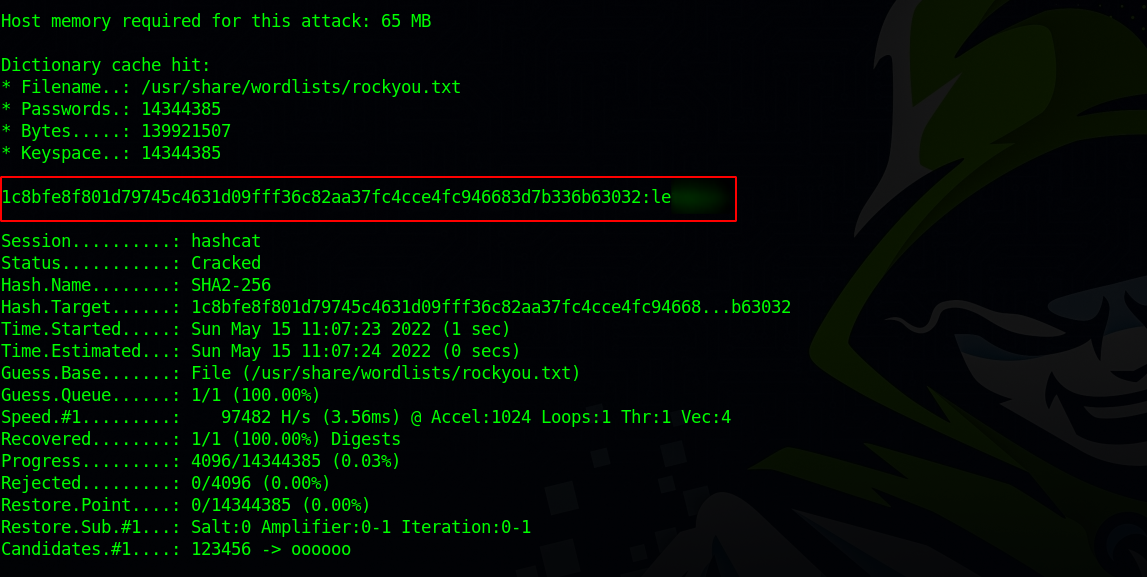 Host memory required for this attack: 65 MB
Dictionary cache hit:
* Filename..: /usr/share/wordlists/rockyou.txt
* Passwords.: 14344385
* Bytes.....: 139921507
* Keyspace..: 14344385
1c8bfe8f801d79745c4631d09fff36c82aa37fc4cce4fc946683d7b336b63032:le
Session..........: hashcat
Status...........: Cracked
Hash.Name........: SHA2-256
Hash.Target......: 1c8bfe8f801d79745c4631d09fff36c82aa37fc4cce4fc94668...b63032
Time.Started.....: Sun May 15 11:07:23 2022 (1 sec)
Time.Estimated...: Sun May 15 11:07:24 2022 (0 secs)
Guess.Base.......: File (/usr/share/wordlists/rockyou.txt)
Guess.Queue......: 1/1 (100.00%)
Speed.#1.........:    97482 H/s (3.56ms) @ Accel:1024 Loops:1 Thr:1 Vec:4
Recovered........: 1/1 (100.00%) Digests
Progress.........: 4096/14344385 (0.03%)
Rejected.........: 0/4096 (0.00%)
Restore.Point....: 0/14344385 (0.00%)
Restore.Sub.#1...: Salt:0 Amplifier:0-1 Iteration:0-1
Candidates.#1....: 123456 -> oooooo